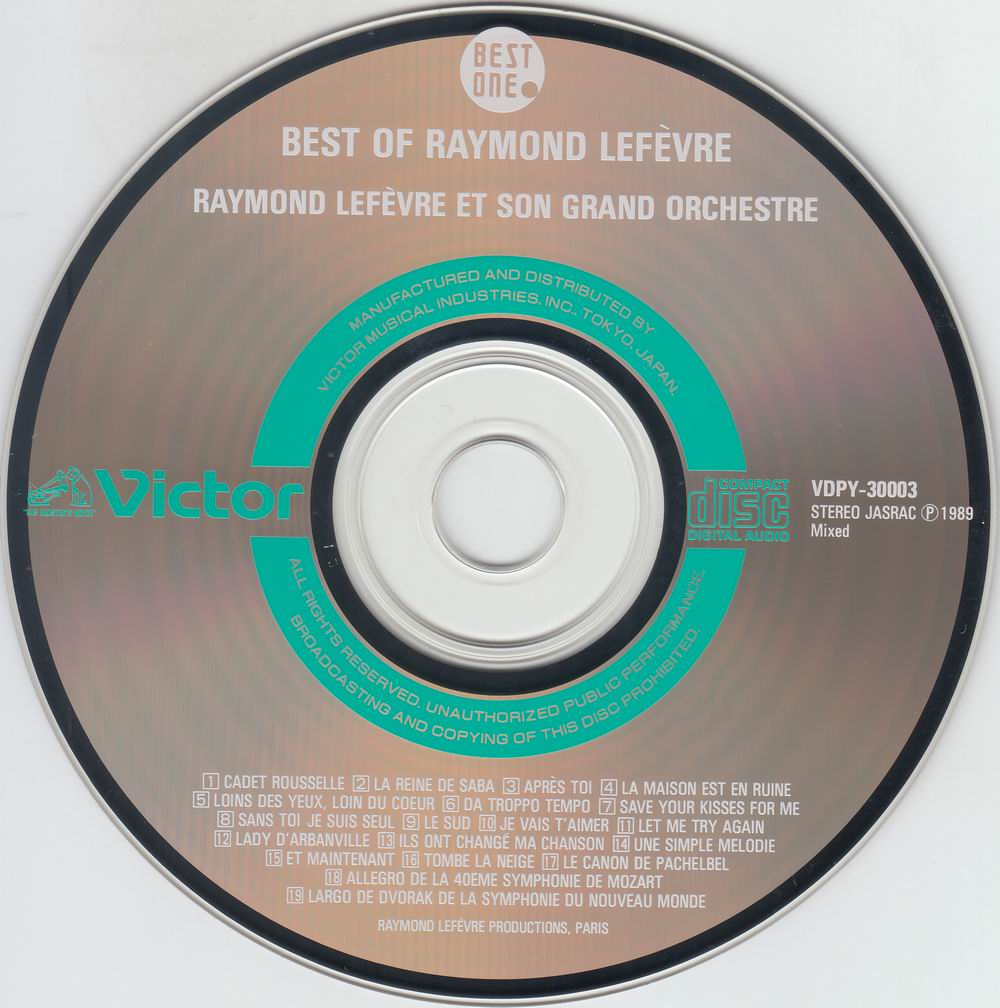 BEST
ONE.
BEST OF RAYMOND LEFÈVRE
RAYMOND LEFÈVRE ET SON GRAND ORCHESTRE
MANUFACTURED AND DISTRIBUTED BY
VICTOR MUSICAL INDUSTRIES, INC., TOKYO, JAPAN.
"HIS MASTER'S VOICE"
Victor
COMPACT
disc
DIGITAL AUDIO
VDPY-30003
STEREO JASRAC Ⓟ1989
Mixed
ALL RIGHTS RESERVED. UNAUTHORIZED PUBLIC PERFORMANCE.
BROADCASTING AND COPYING OF THIS DISC PROHIBITED.
1 CADET ROUSSELLE 2 LA REINE DE SABA 3 APRÈS TOI 4 LA MAISON EST EN RUINE
5 LOINS DES YEUX, LOIN DU COEUR 6 DA TROPPO TEMPO 7 SAVE YOUR KISSES FOR ME
8 SANS TOI JE SUIS SEUL 9 LE SUD 10 JE VAIS T'AIMER 11 LET ME TRY AGAIN
12 LADY D'ARBANVILLE 13 ILS ONT CHANGÉ MA CHANSON 14 UNE SIMPLE MELODIE
15 ET MAINTENANT 16 TOMBE LA NEIGE 17 LE CANON DE PACHELBEL
18 ALLEGRO DE LA 40EME SYMPHONIE DE MOZART
19 LARGO DE DVORAK DE LA SYMPHONIE DU NOUVEAU MONDE
RAYMOND LEFÈVRE PRODUCTIONS, PARIS